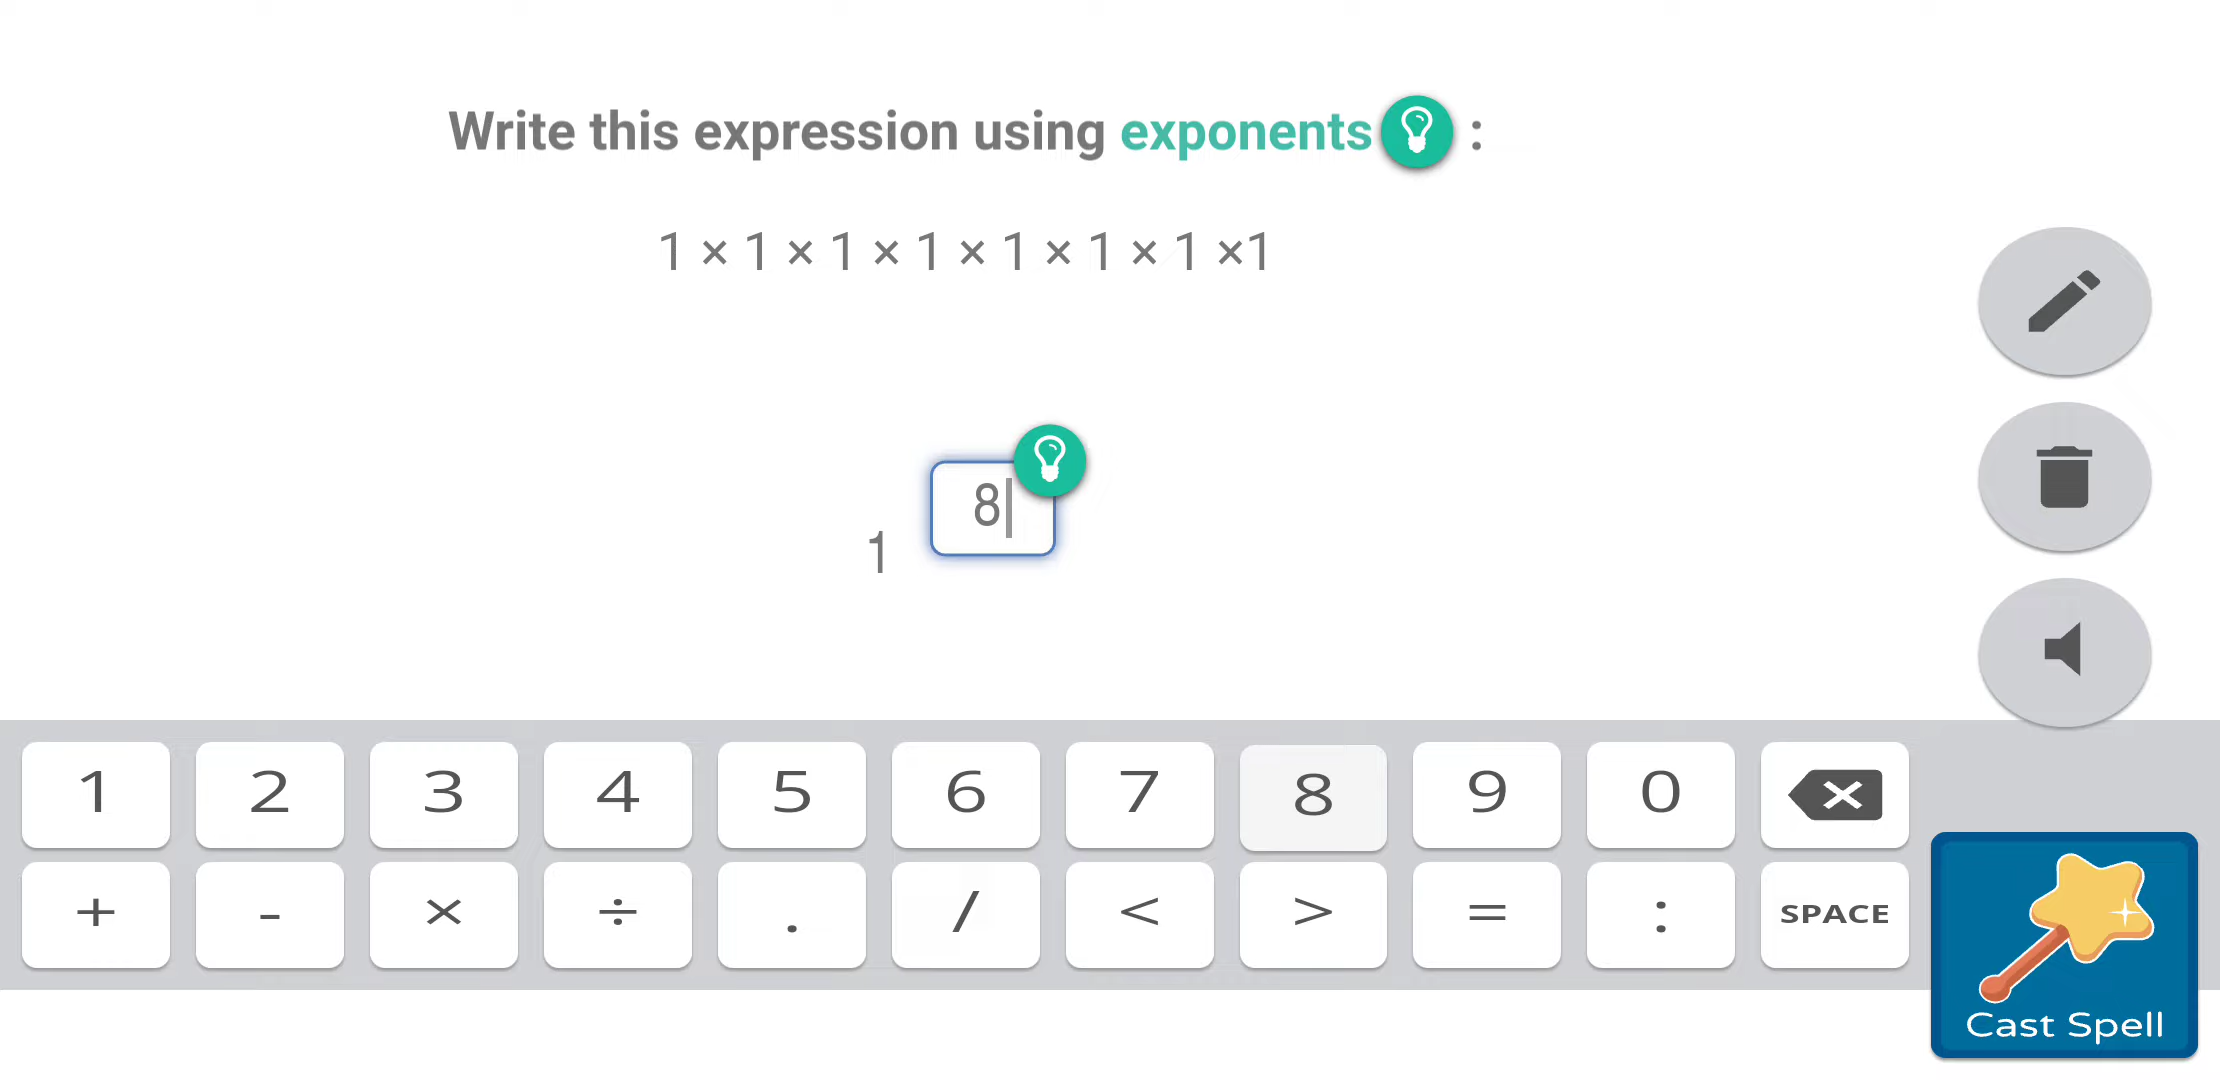 Write this expression using exponents :
1 × 1 × 1 × 1 × 1 × 1 × 1 ×1
8
1
1 2 3 4 5 6 7 8 9 0
+ - × ÷ . / < > = : SPACE
Cast Spell